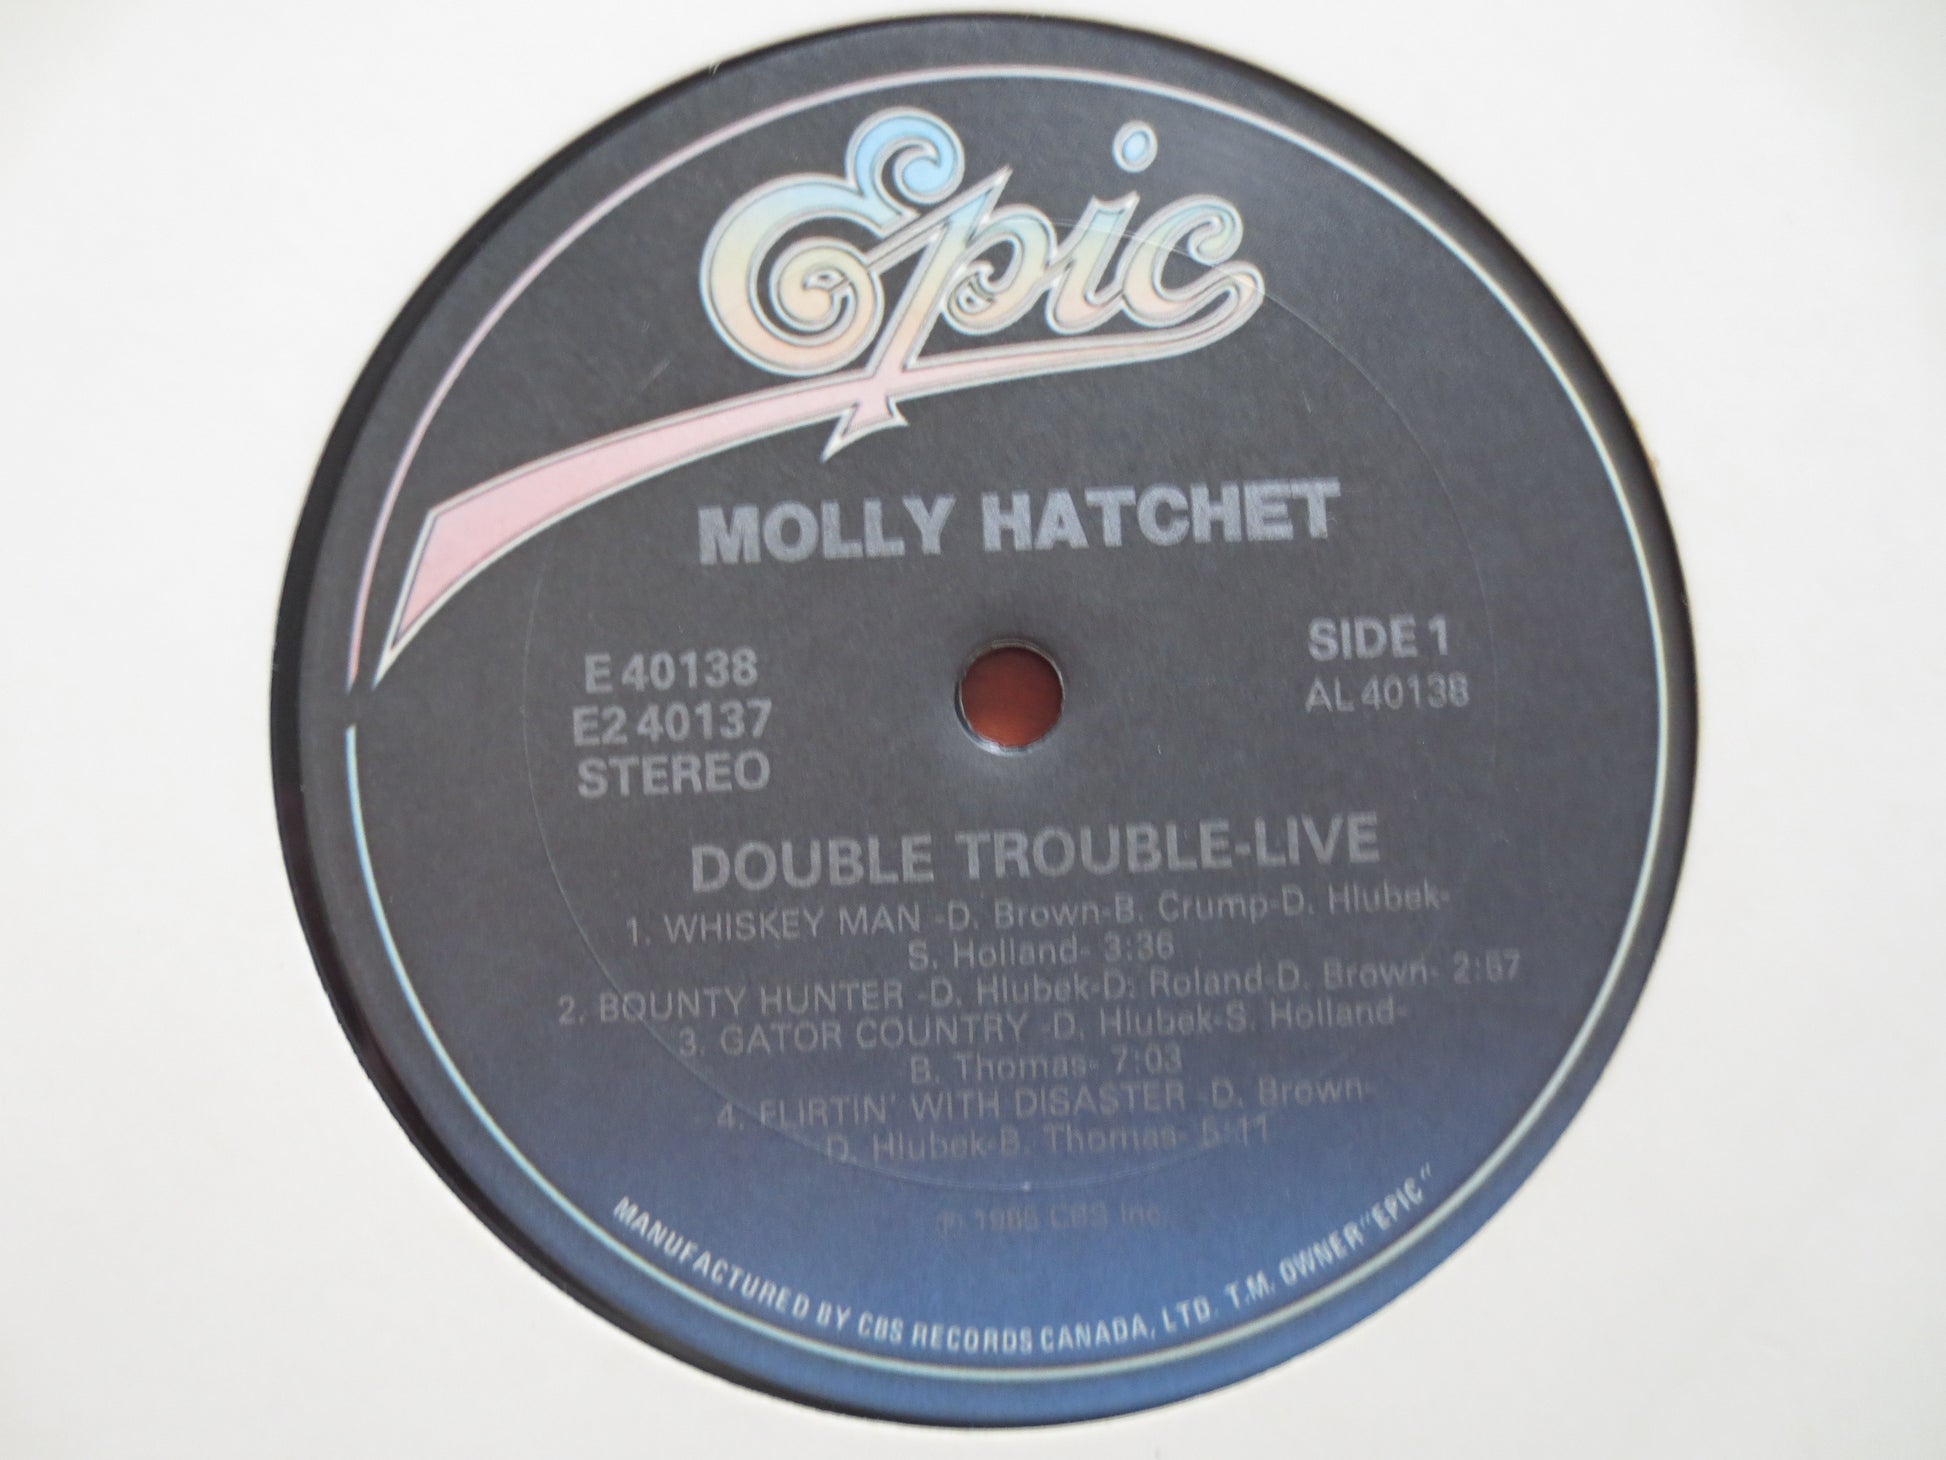 Epic
MOLLY HATCHET
E 40138
E2 40137
STEREO
SIDE 1
AL 40138
DOUBLE TROUBLE-LIVE
1. WHISKEY MAN -D. Brown-B. Crump-D. Hlubek-
S. Holland- 3:36
2. BOUNTY HUNTER -D. Hlubek-D. Roland-D. Brown- 2:57
3. GATOR COUNTRY -D. Hlubek-S. Holland-
B. Thomas- 7:03
4. FLIRTIN' WITH DISASTER -D. Brown-
D. Hlubek-B. Thomas- 5:11
℗ 1985 CBS Inc.
MANUFACTURED BY CBS RECORDS CANADA, LTD. T.M. OWNER "EPIC"